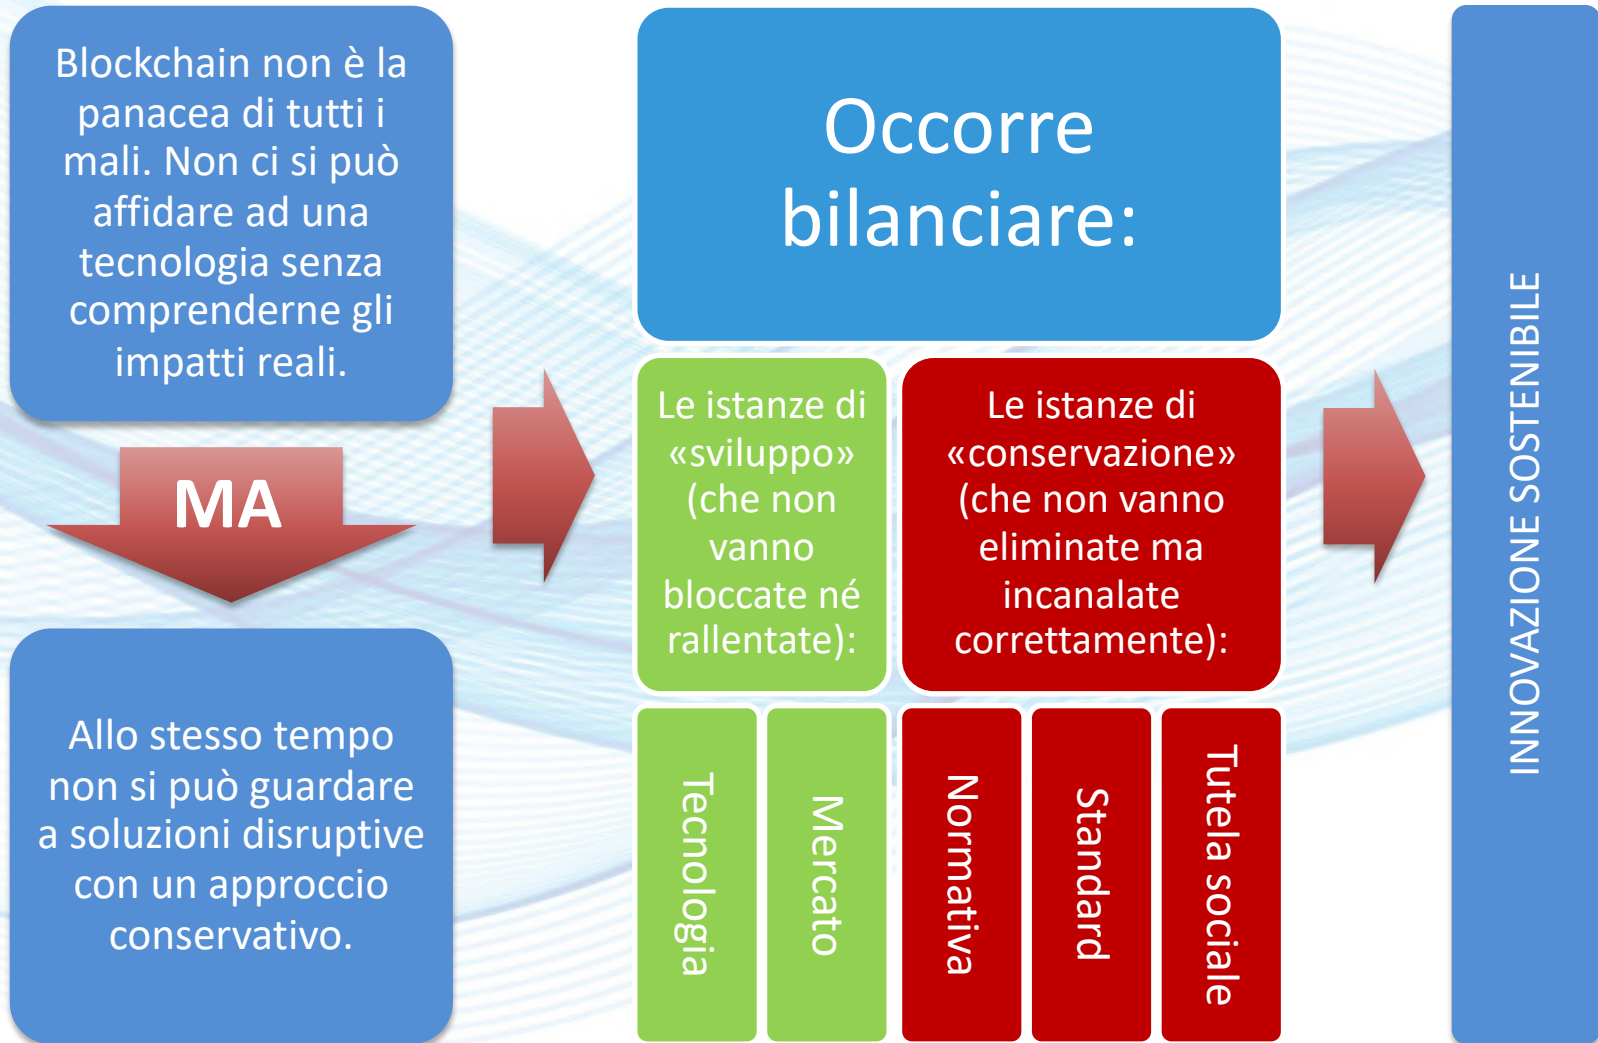 Blockchain non è la
panacea di tutti i
mali. Non ci si può
affidare ad una
tecnologia senza
comprenderne gli
impatti reali.
MA
Allo stesso tempo
non si può guardare
a soluzioni disruptive
con un approccio
conservativo.
Occorre
bilanciare:
Le istanze di
«sviluppo»
(che non
vanno
bloccate né
rallentate):
Tecnologia
Mercato
Le istanze di
«conservazione»
(che non vanno
eliminate ma
incanalate
correttamente):
Normativa
Standard
Tutela sociale
INNOVAZIONE SOSTENIBILE